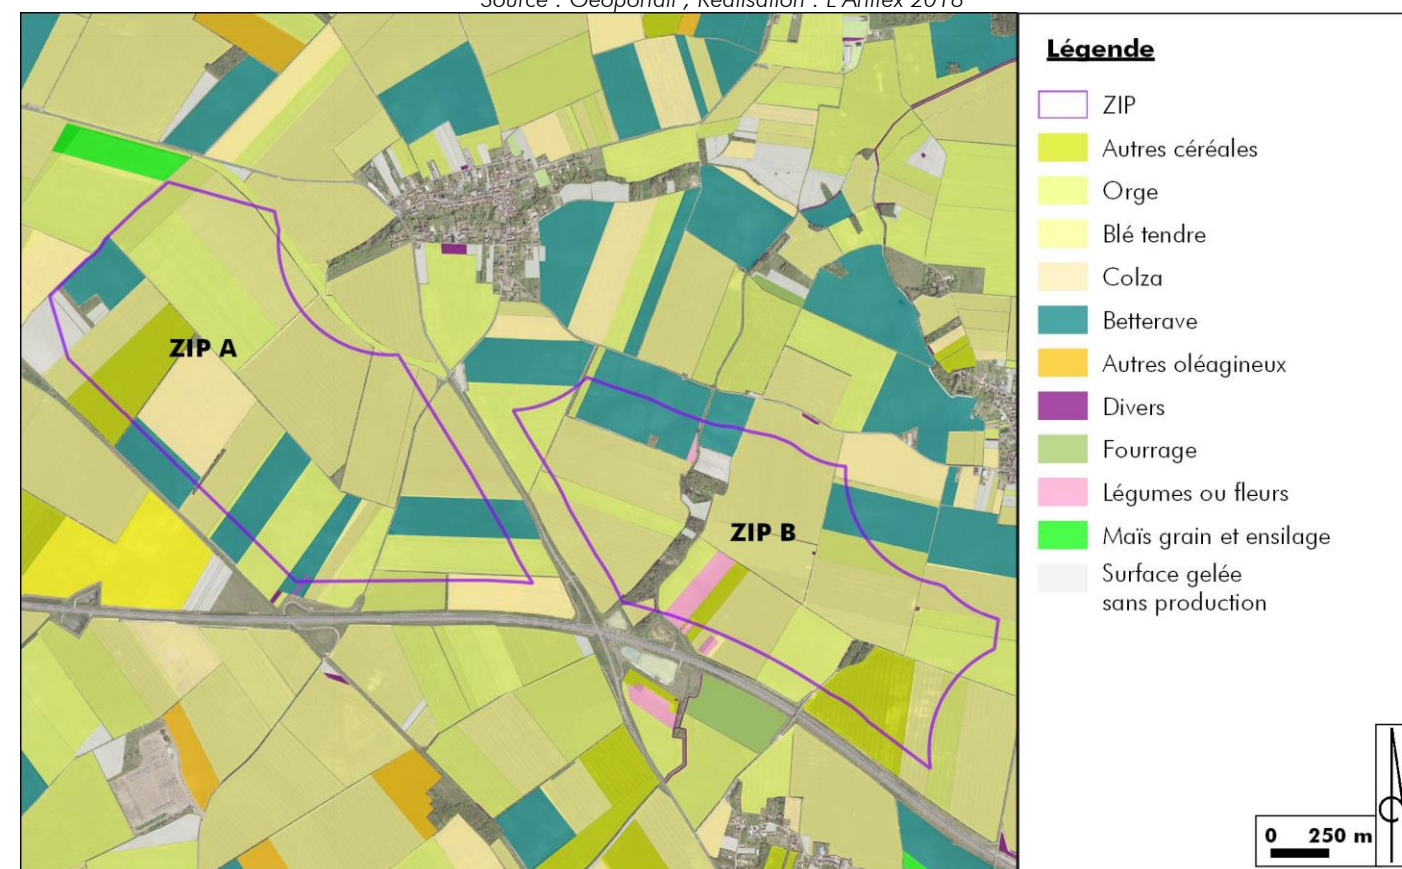 Source : Géoportail ; Réalisation : L'Artifex 2018
Légende
ZIP
Autres céréales
Orge
Blé tendre
Colza
Betterave
Autres oléagineux
Divers
Fourrage
Légumes ou fleurs
Maïs grain et ensilage
Surface gelée
sans production
ZIP A
ZIP B
0 250 m